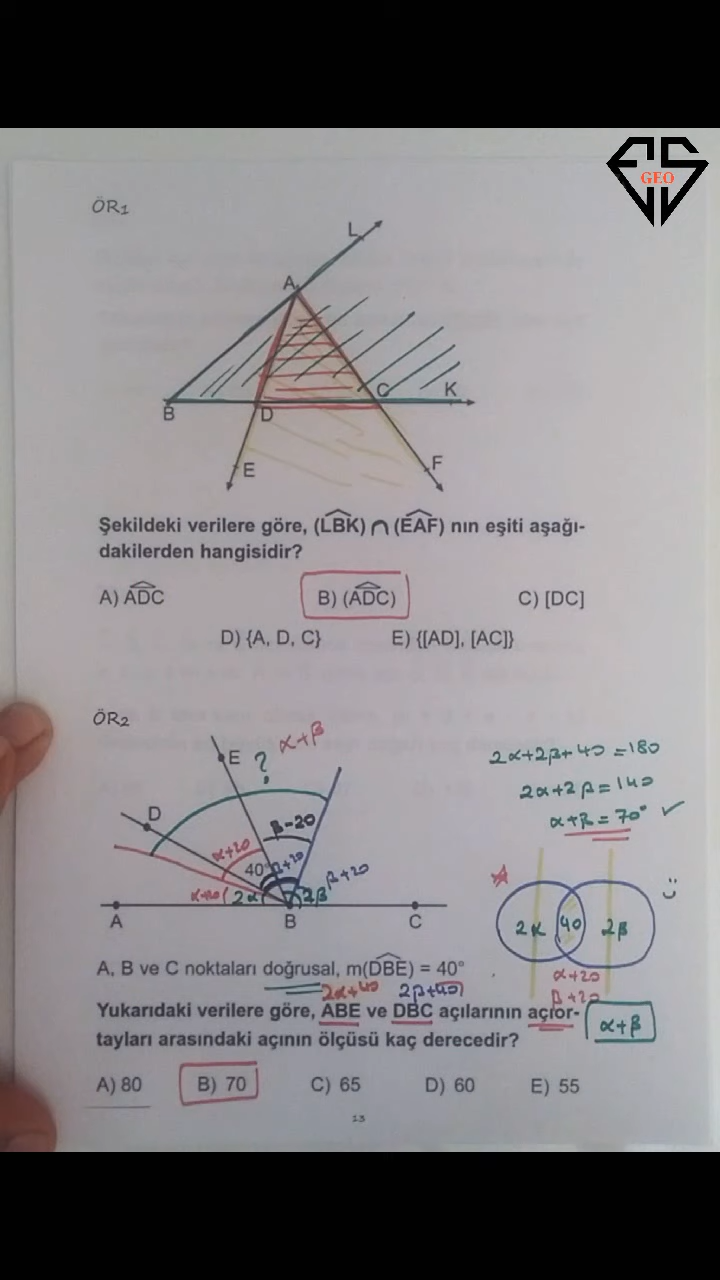 GEO
ÖR1
L
A
B
D
C
K
E
F
Şekildeki verilere göre, (LBK) ∩ (EAF) nın eşiti aşağı-
dakilerden hangisidir?
A) ADC
B) (ADC)
C) [DC]
D) {A, D, C}
E) {[AD], [AC]}
ÖR2
α+β
E
?
D
β-20
α+20
40°
β+20
β+20
α+20
2α
2β
A
B
C
2α+2β+40=180
2α+2β=140
α+β=70°
2α
40
2β
α+20
β+20
A, B ve C noktaları doğrusal, m(DBE) = 40°
2α+40
2β+40
Yukarıdaki verilere göre, ABE ve DBC açılarının açıor-
α+β
tayları arasındaki açının ölçüsü kaç derecedir?
A) 80
B) 70
C) 65
D) 60
E) 55
13